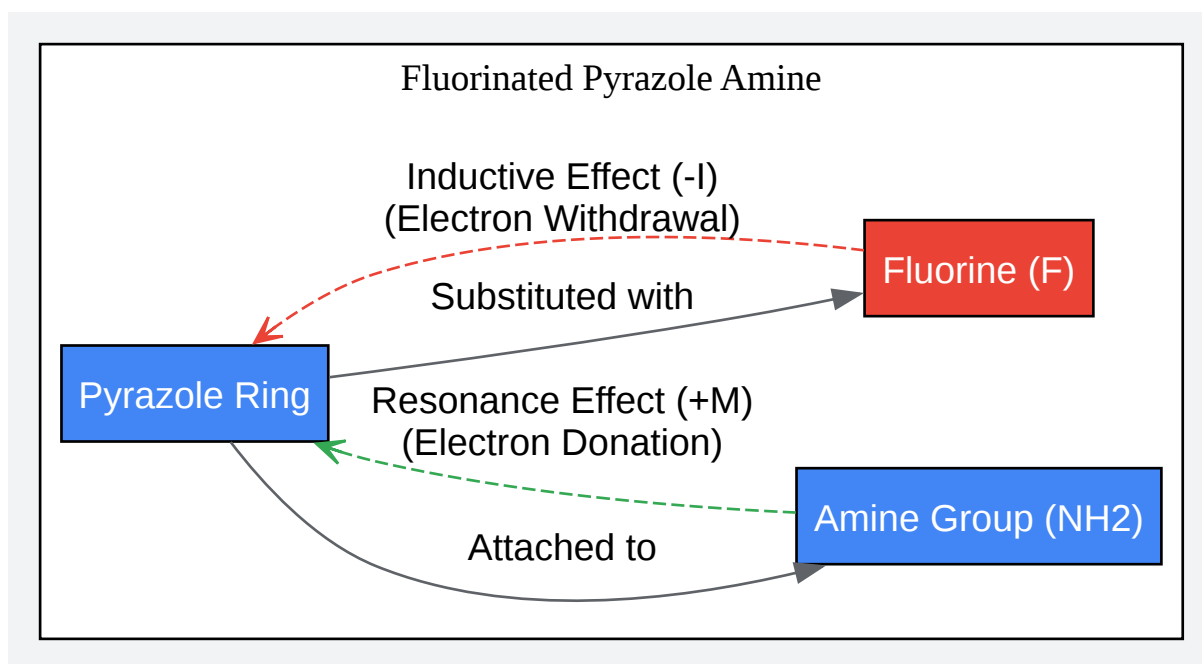 Fluorinated Pyrazole Amine
Inductive Effect (-I)
(Electron Withdrawal)
Fluorine (F)
Substituted with
Pyrazole Ring
Resonance Effect (+M)
(Electron Donation)
Amine Group (NH2)
Attached to